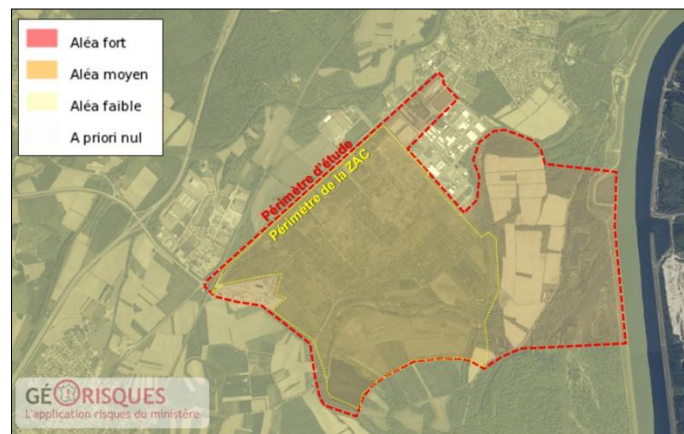 Aléa fort
Aléa moyen
Aléa faible
A priori nul
Périmètre d'étude
Périmètre de la ZAC
GÉORISQUES
L'application risques du ministère